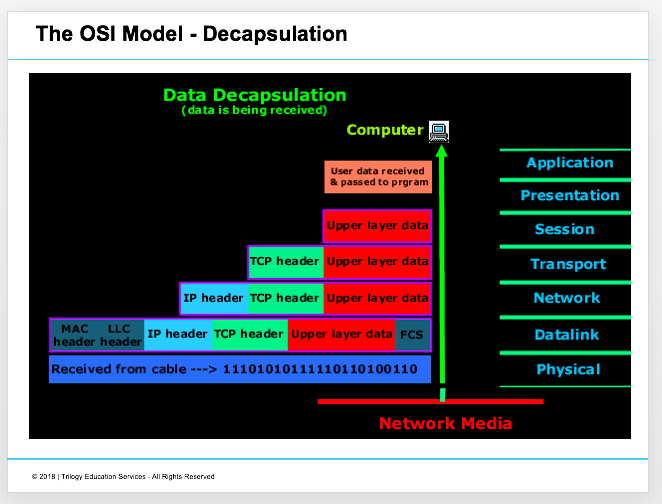 The OSI Model - Decapsulation
Data Decapsulation
(data is being received)
Computer
User data received
& passed to prgram
Upper layer data
TCP header Upper layer data
IP header TCP header Upper layer data
MAC header LLC header IP header TCP header Upper layer data FCS
Received from cable ---> 11101010111110110100110
Application
Presentation
Session
Transport
Network
Datalink
Physical
Network Media
© 2018 | Trilogy Education Services - All Rights Reserved